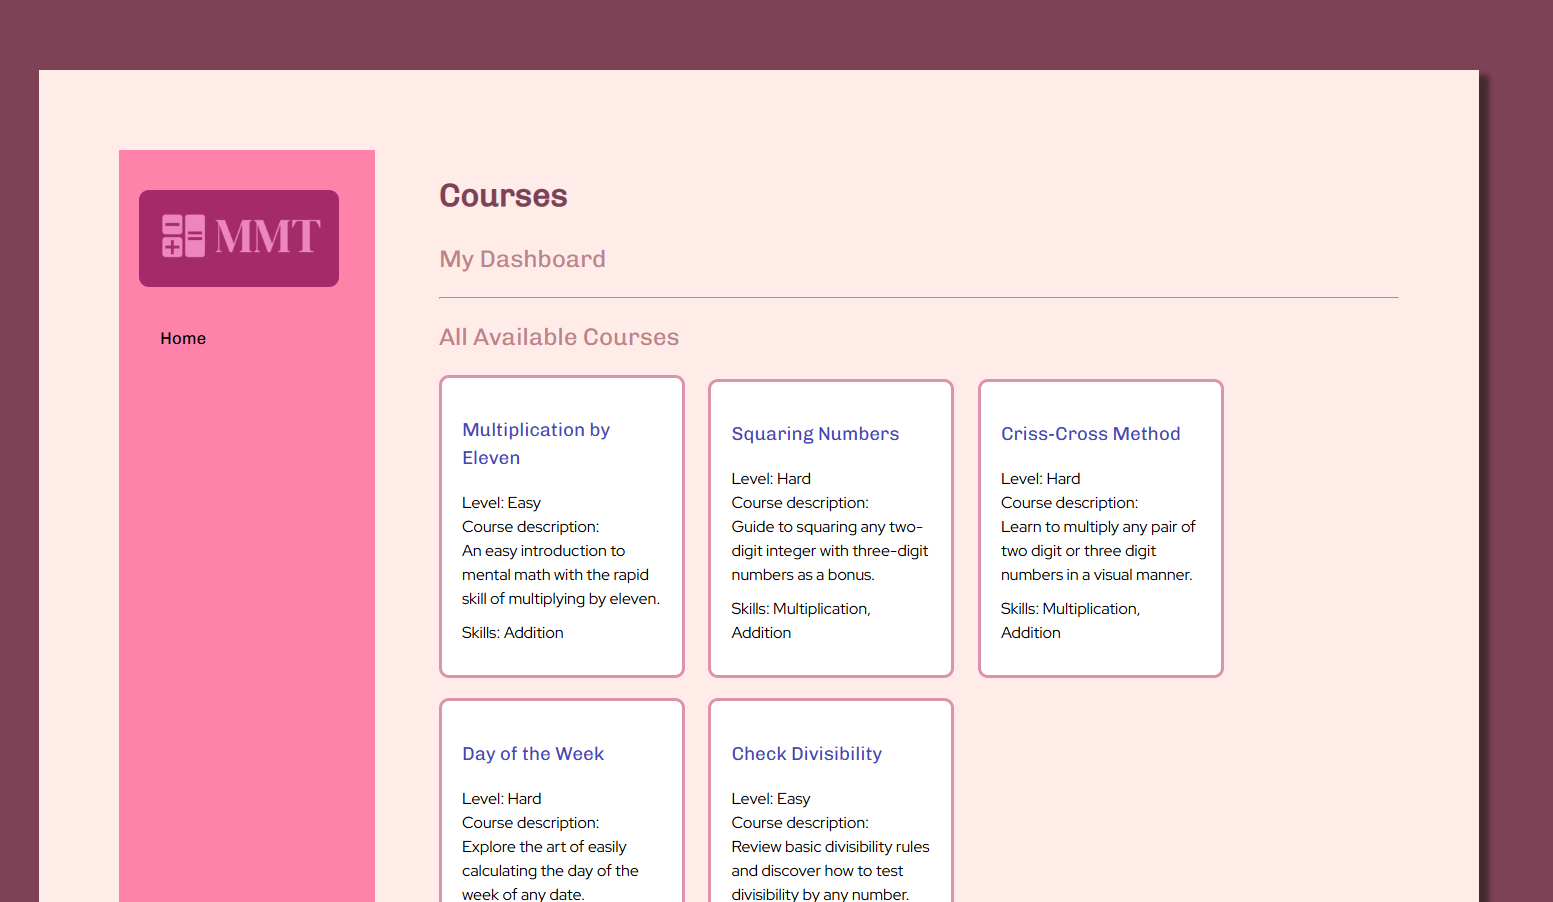 MMT
Home
Courses
My Dashboard
All Available Courses
Multiplication by
Eleven
Level: Easy
Course description:
An easy introduction to
mental math with the rapid
skill of multiplying by eleven.
Skills: Addition
Squaring Numbers
Level: Hard
Course description:
Guide to squaring any two-
digit integer with three-digit
numbers as a bonus.
Skills: Multiplication,
Addition
Criss-Cross Method
Level: Hard
Course description:
Learn to multiply any pair of
two digit or three digit
numbers in a visual manner.
Skills: Multiplication,
Addition
Day of the Week
Level: Hard
Course description:
Explore the art of easily
calculating the day of the
week of any date.
Check Divisibility
Level: Easy
Course description:
Review basic divisibility rules
and discover how to test
divisibility by any number.